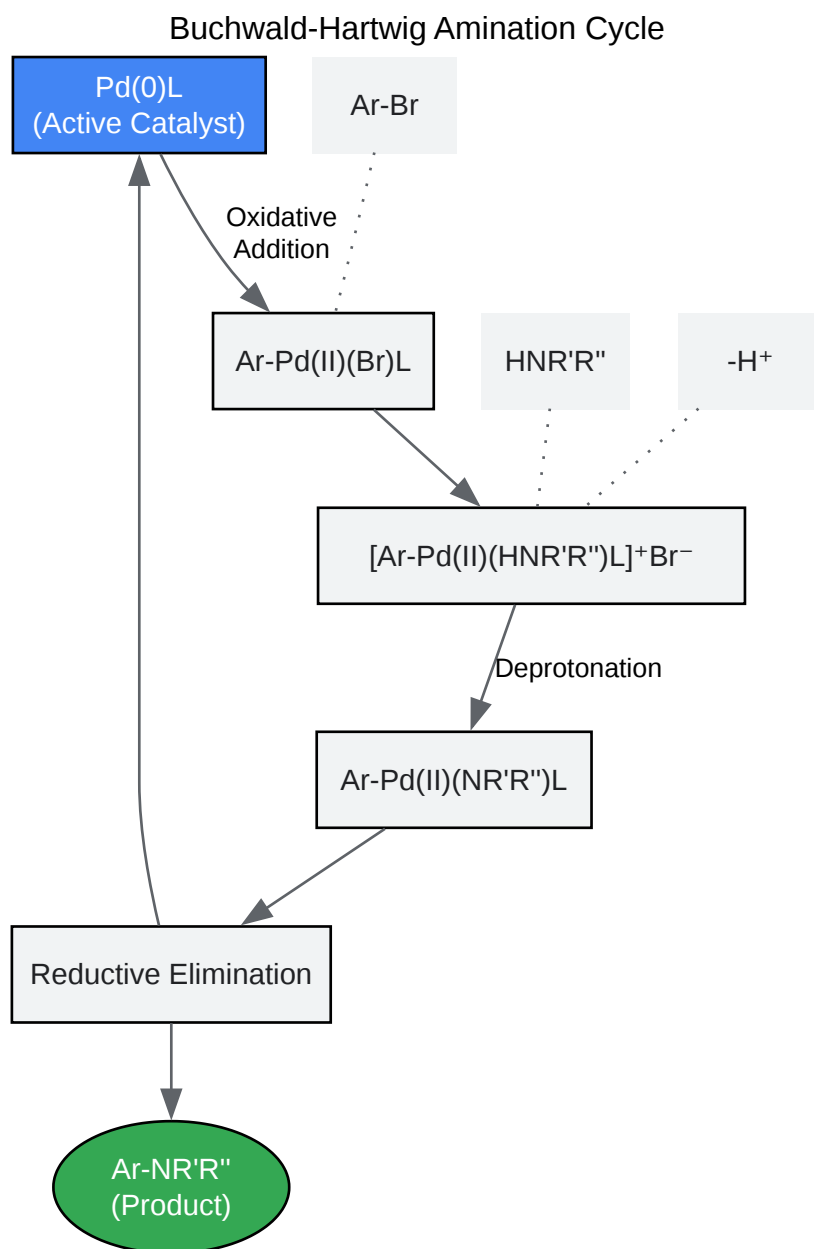 Buchwald-Hartwig Amination Cycle
Pd(0)L
(Active Catalyst)
Ar-Br
Oxidative
Addition
Ar-Pd(II)(Br)L
HNR'R"
-H⁺
[Ar-Pd(II)(HNR'R")L]⁺Br⁻
Deprotonation
Ar-Pd(II)(NR'R")L
Reductive Elimination
Ar-NR'R"
(Product)